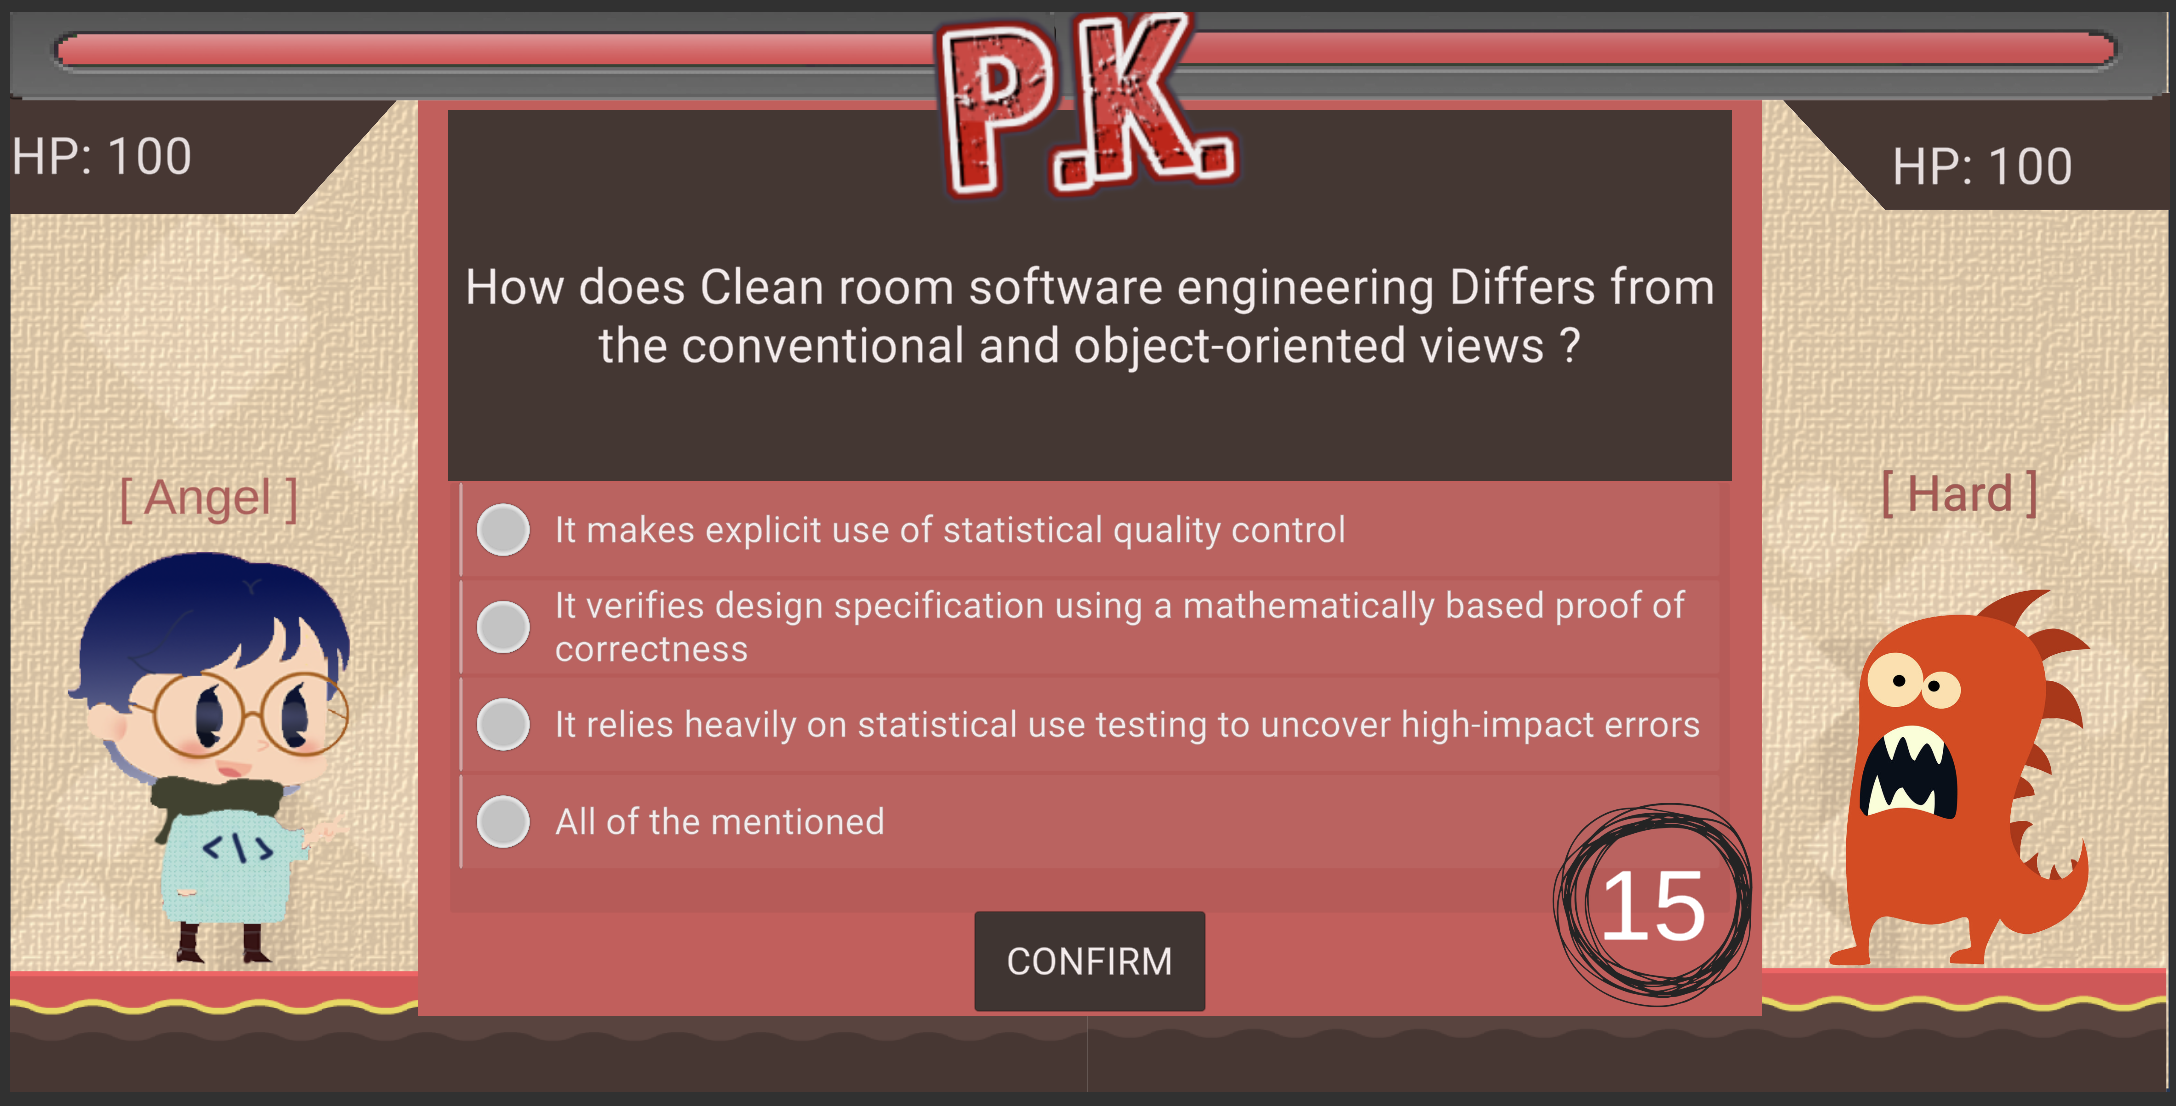 P.K.
HP: 100
HP: 100
How does Clean room software engineering Differs from
the conventional and object-oriented views ?
[ Angel ]
[ Hard ]
It makes explicit use of statistical quality control
It verifies design specification using a mathematically based proof of
correctness
It relies heavily on statistical use testing to uncover high-impact errors
All of the mentioned
<\>
15
CONFIRM